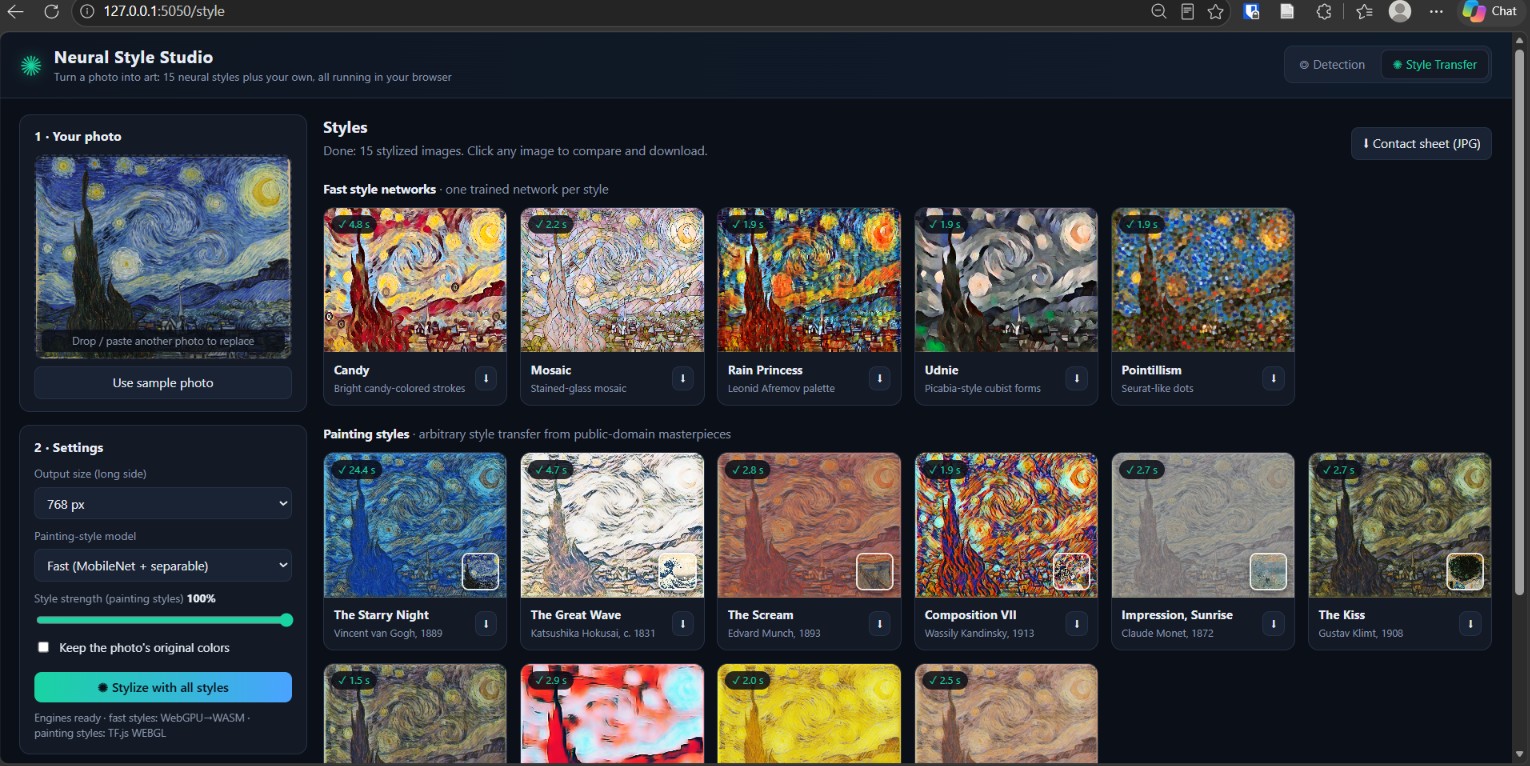 127.0.0.1:5050/style
Chat
Neural Style Studio
Turn a photo into art: 15 neural styles plus your own, all running in your browser
Detection
Style Transfer
1 · Your photo
Drop / paste another photo to replace
Use sample photo
2 · Settings
Output size (long side)
768 px
Painting-style model
Fast (MobileNet + separable)
Style strength (painting styles) 100%
Keep the photo's original colors
Stylize with all styles
Engines ready · fast styles: WebGPU→WASM ·
painting styles: TF.js WEBGL
Styles
Done: 15 stylized images. Click any image to compare and download.
⬇ Contact sheet (JPG)
Fast style networks · one trained network per style
✓ 4.8 s
✓ 2.2 s
✓ 1.9 s
✓ 1.9 s
✓ 1.9 s
Candy
Bright candy-colored strokes
Mosaic
Stained-glass mosaic
Rain Princess
Leonid Afremov palette
Udnie
Picabia-style cubist forms
Pointillism
Seurat-like dots
Painting styles · arbitrary style transfer from public-domain masterpieces
✓ 24.4 s
✓ 4.7 s
✓ 2.8 s
✓ 1.9 s
✓ 2.7 s
✓ 2.7 s
The Starry Night
Vincent van Gogh, 1889
The Great Wave
Katsushika Hokusai, c. 1831
The Scream
Edvard Munch, 1893
Composition VII
Wassily Kandinsky, 1913
Impression, Sunrise
Claude Monet, 1872
The Kiss
Gustav Klimt, 1908
✓ 1.5 s
✓ 2.9 s
✓ 2.0 s
✓ 2.5 s